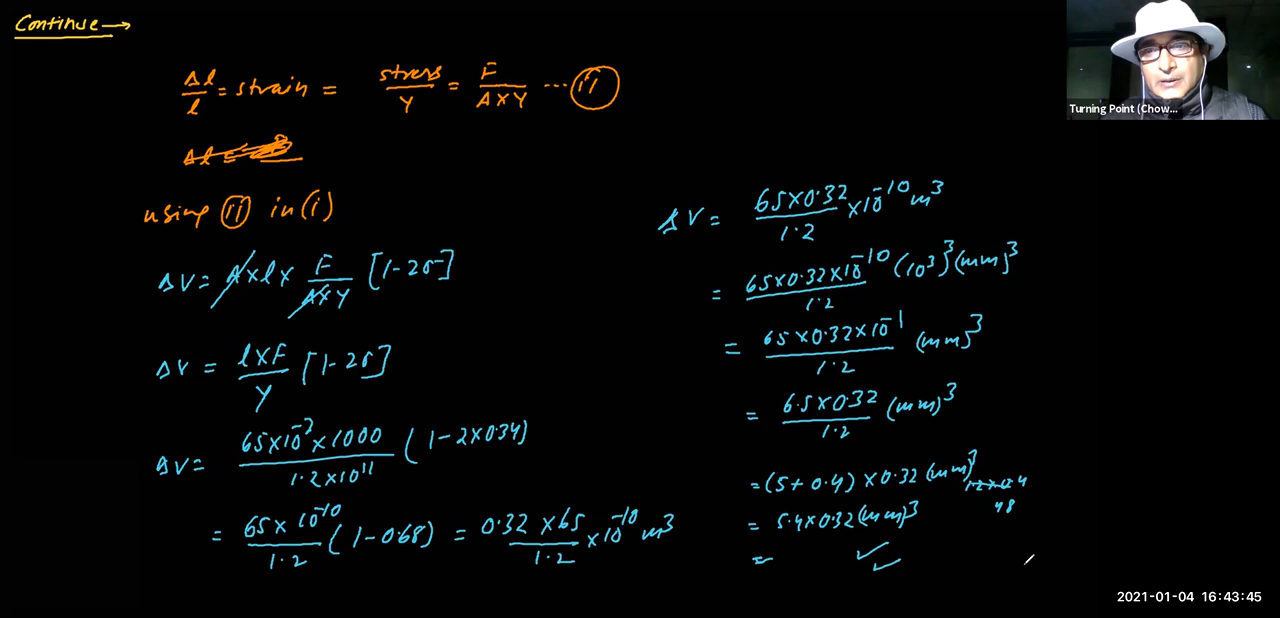 Continue →
Turning Point (Chow...
Δl/l = strain = stress/Y = F/(A×Y) ... (ii)
using (ii) in (i)
ΔV = A×l× F/(A×Y) [1-2σ]
ΔV = l×F/Y [1-2σ]
ΔV = 65×10⁻²×1000/1.2×10¹¹ (1-2×0.34)
= 65×10⁻¹⁰/1.2 (1-0.68) = 0.32×65/1.2 ×10⁻¹⁰ m³
ΔV = 65×0.32/1.2 ×10⁻¹⁰ m³
= 65×0.32×10⁻¹⁰/1.2 (10³)³ (mm)³
= 65×0.32×10⁻¹/1.2 (mm)³
= 6.5×0.32/1.2 (mm)³
= (5+0.4)×0.32 (mm)³
= 5.4×0.32 (mm)³
=
48
2021-01-04 16:43:45